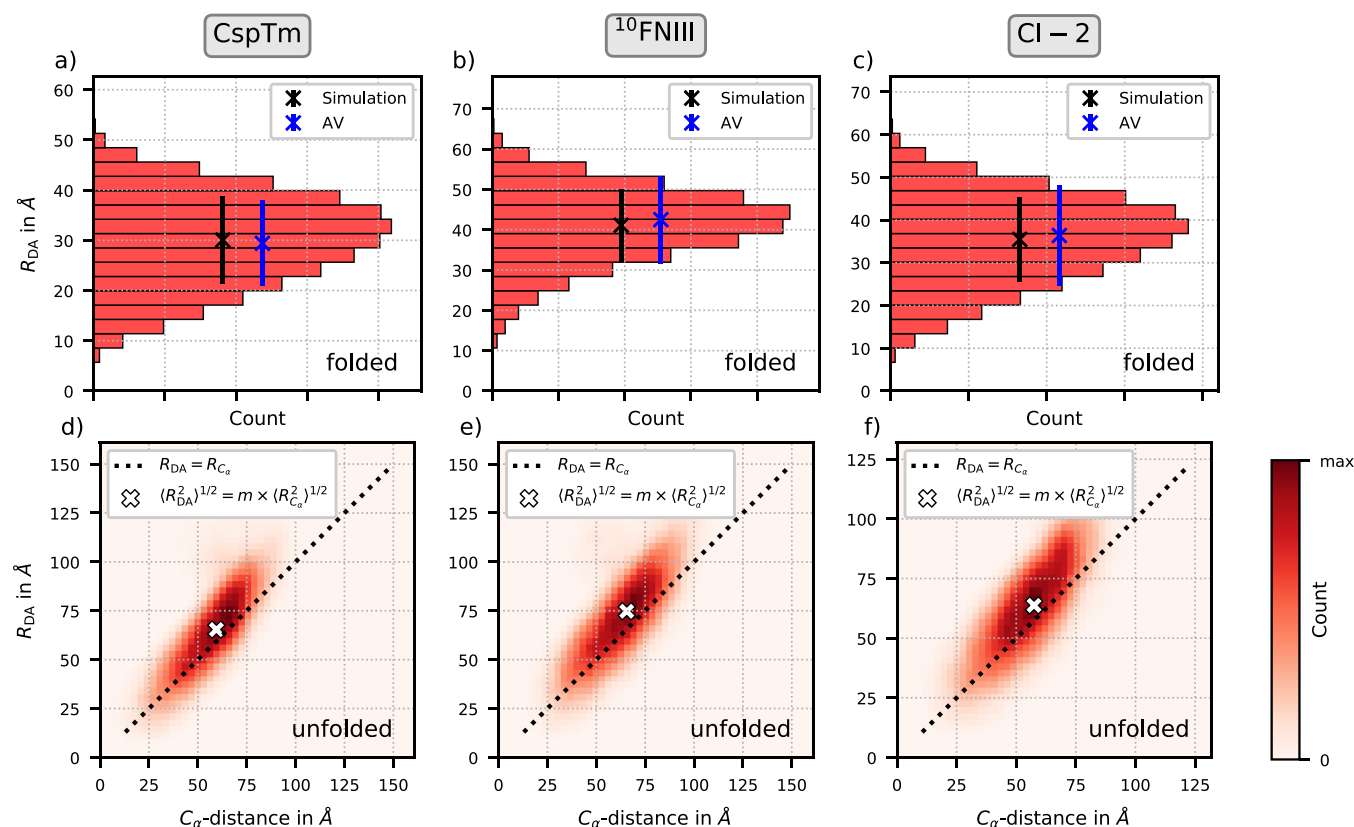 CspTm
¹⁰FNIII
CI − 2
a)
b)
c)
R_DA in Å
60
50
40
30
20
10
0
Simulation
AV
folded
Count
70
60
50
40
30
20
10
0
Simulation
AV
folded
Count
70
60
50
40
30
20
10
0
Simulation
AV
folded
Count
d)
e)
f)
R_DA in Å
150
125
100
75
50
25
0
R_DA = R_Cα
⟨R²_DA⟩^1/2 = m × ⟨R²_Cα⟩^1/2
unfolded
0 25 50 75 100 125 150
Cα-distance in Å
150
125
100
75
50
25
0
R_DA = R_Cα
⟨R²_DA⟩^1/2 = m × ⟨R²_Cα⟩^1/2
unfolded
0 25 50 75 100 125 150
Cα-distance in Å
125
100
75
50
25
0
R_DA = R_Cα
⟨R²_DA⟩^1/2 = m × ⟨R²_Cα⟩^1/2
unfolded
0 25 50 75 100 125
Cα-distance in Å
max
Count
0